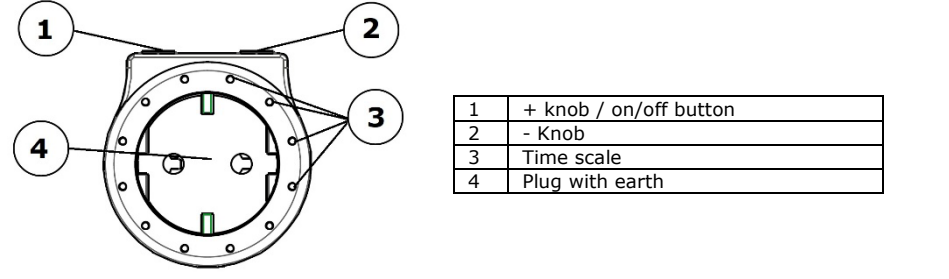 1
2
3
4
1 + knob / on/off button
2 - Knob
3 Time scale
4 Plug with earth